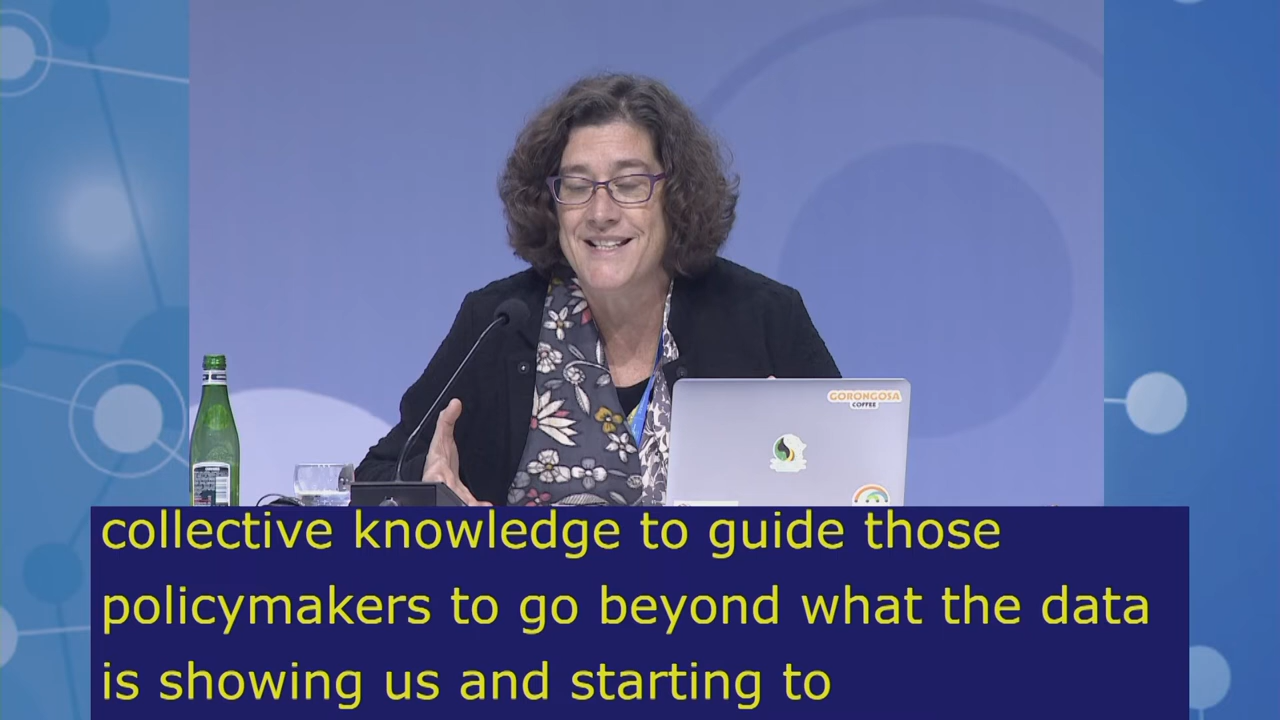 GORONGOSA
COFFEE
collective knowledge to guide those
policymakers to go beyond what the data
is showing us and starting to